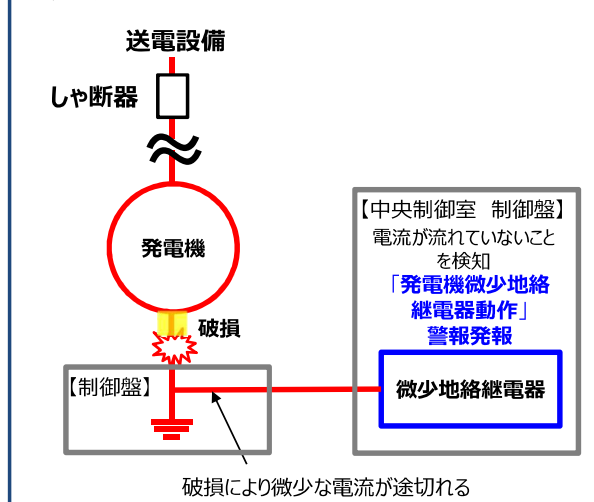 送電設備
しゃ断器
発電機
破損
【制御盤】
【中央制御室　制御盤】
電流が流れていないこと
を検知
「発電機微少地絡
継電器動作」
警報発報
微少地絡継電器
破損により微少な電流が途切れる